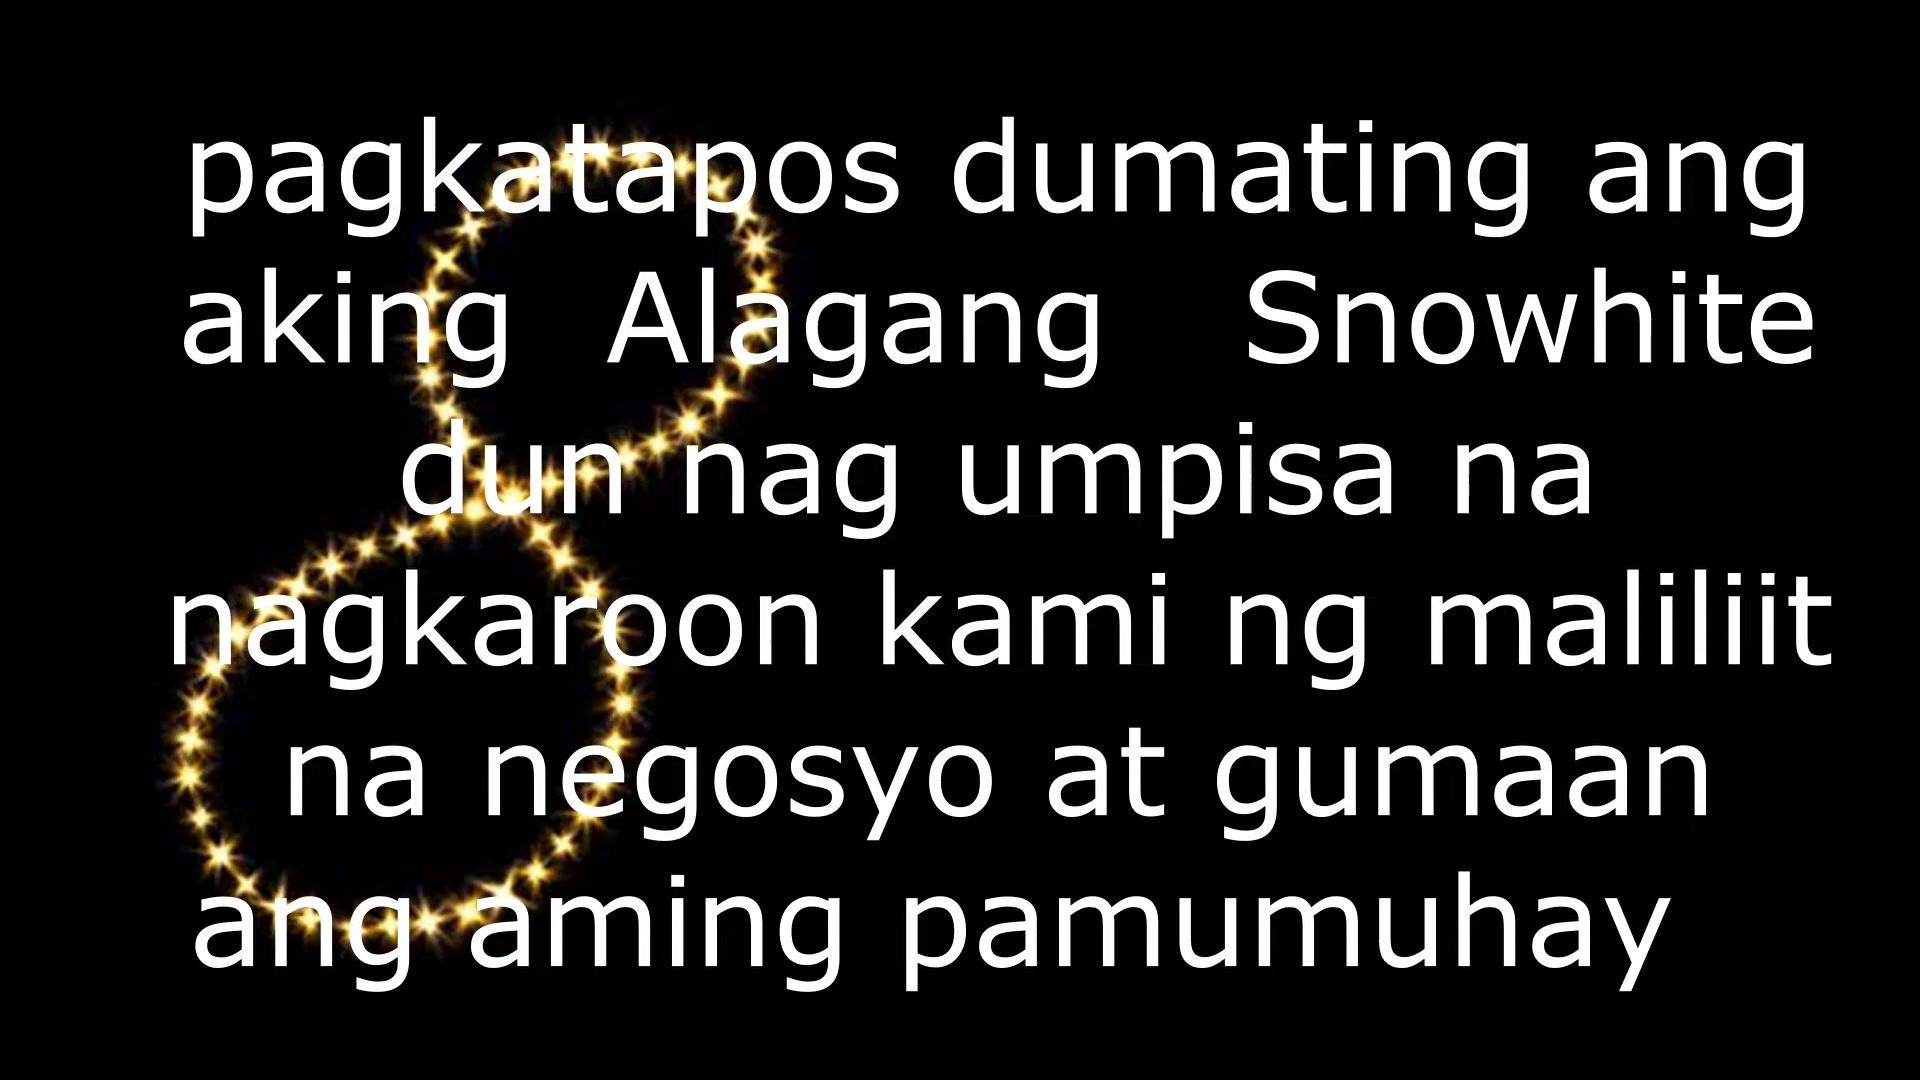 pagkatapos dumating ang
aking Alagang Snowhite
dun nag umpisa na
nagkaroon kami ng maliliit
na negosyo at gumaan
ang aming pamumuhay